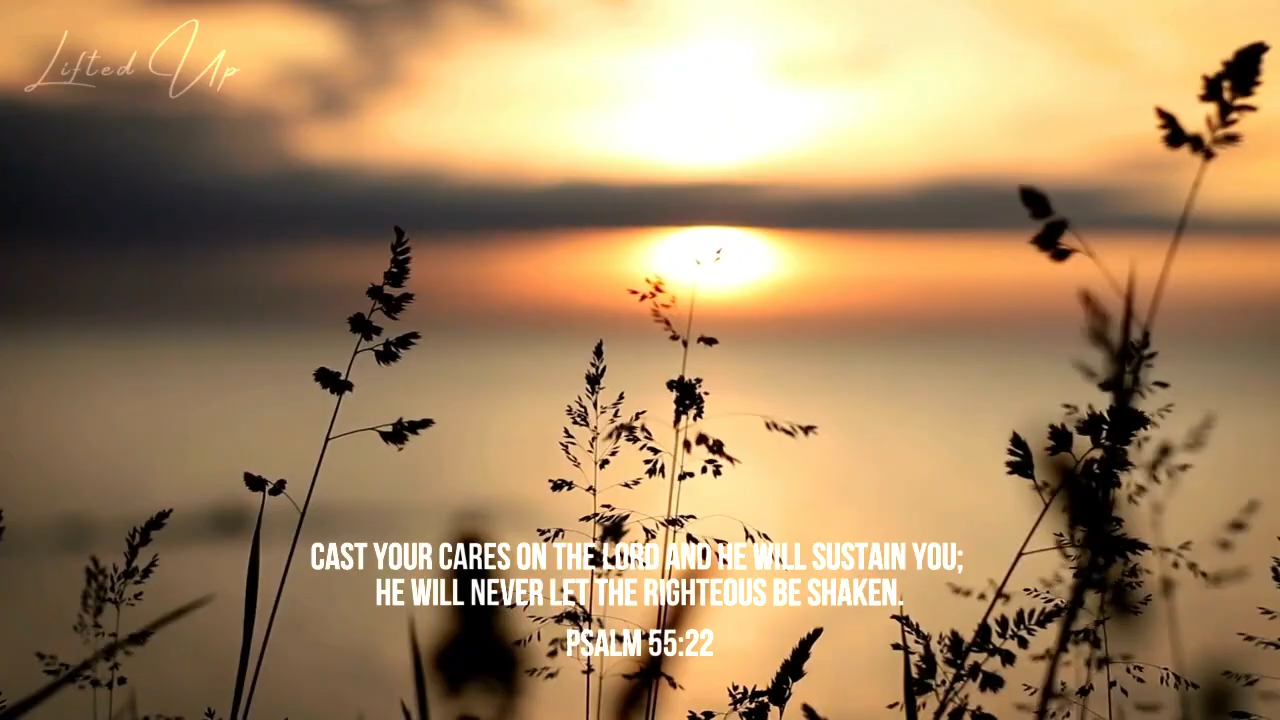 Lifted Up
CAST YOUR CARES ON THE LORD AND HE WILL SUSTAIN YOU;
HE WILL NEVER LET THE RIGHTEOUS BE SHAKEN.
PSALM 55:22